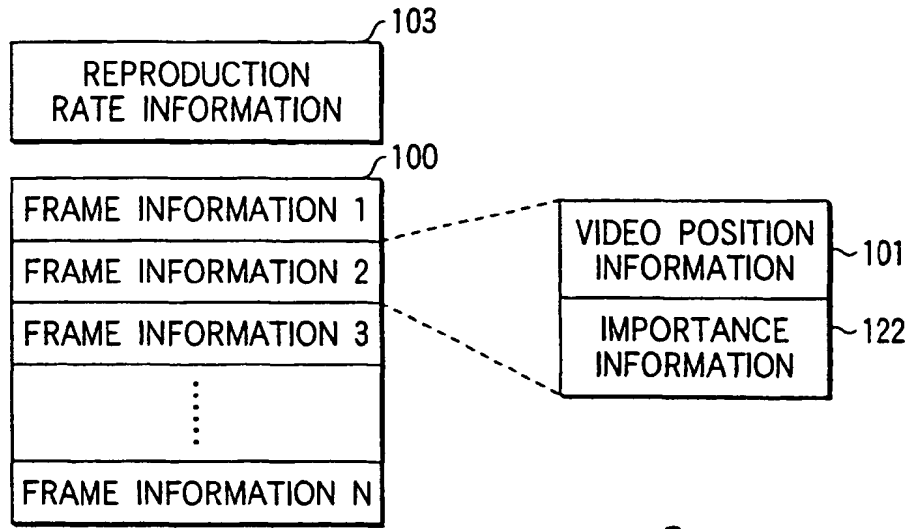 103
REPRODUCTION
RATE INFORMATION
100
FRAME INFORMATION 1
FRAME INFORMATION 2
FRAME INFORMATION 3
FRAME INFORMATION N
VIDEO POSITION
INFORMATION
101
IMPORTANCE
INFORMATION
122